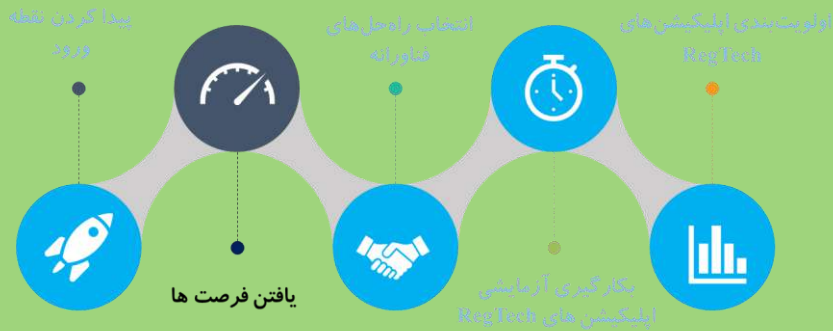 پیدا کردن نقطه
ورود
یافتن فرصت ها
انتخاب راه‌حل‌های
فناورانه
بکارگیری آزمایشی
اپلیکیشن های RegTech
اولویت‌بندی اپلیکیشن‌های
RegTech